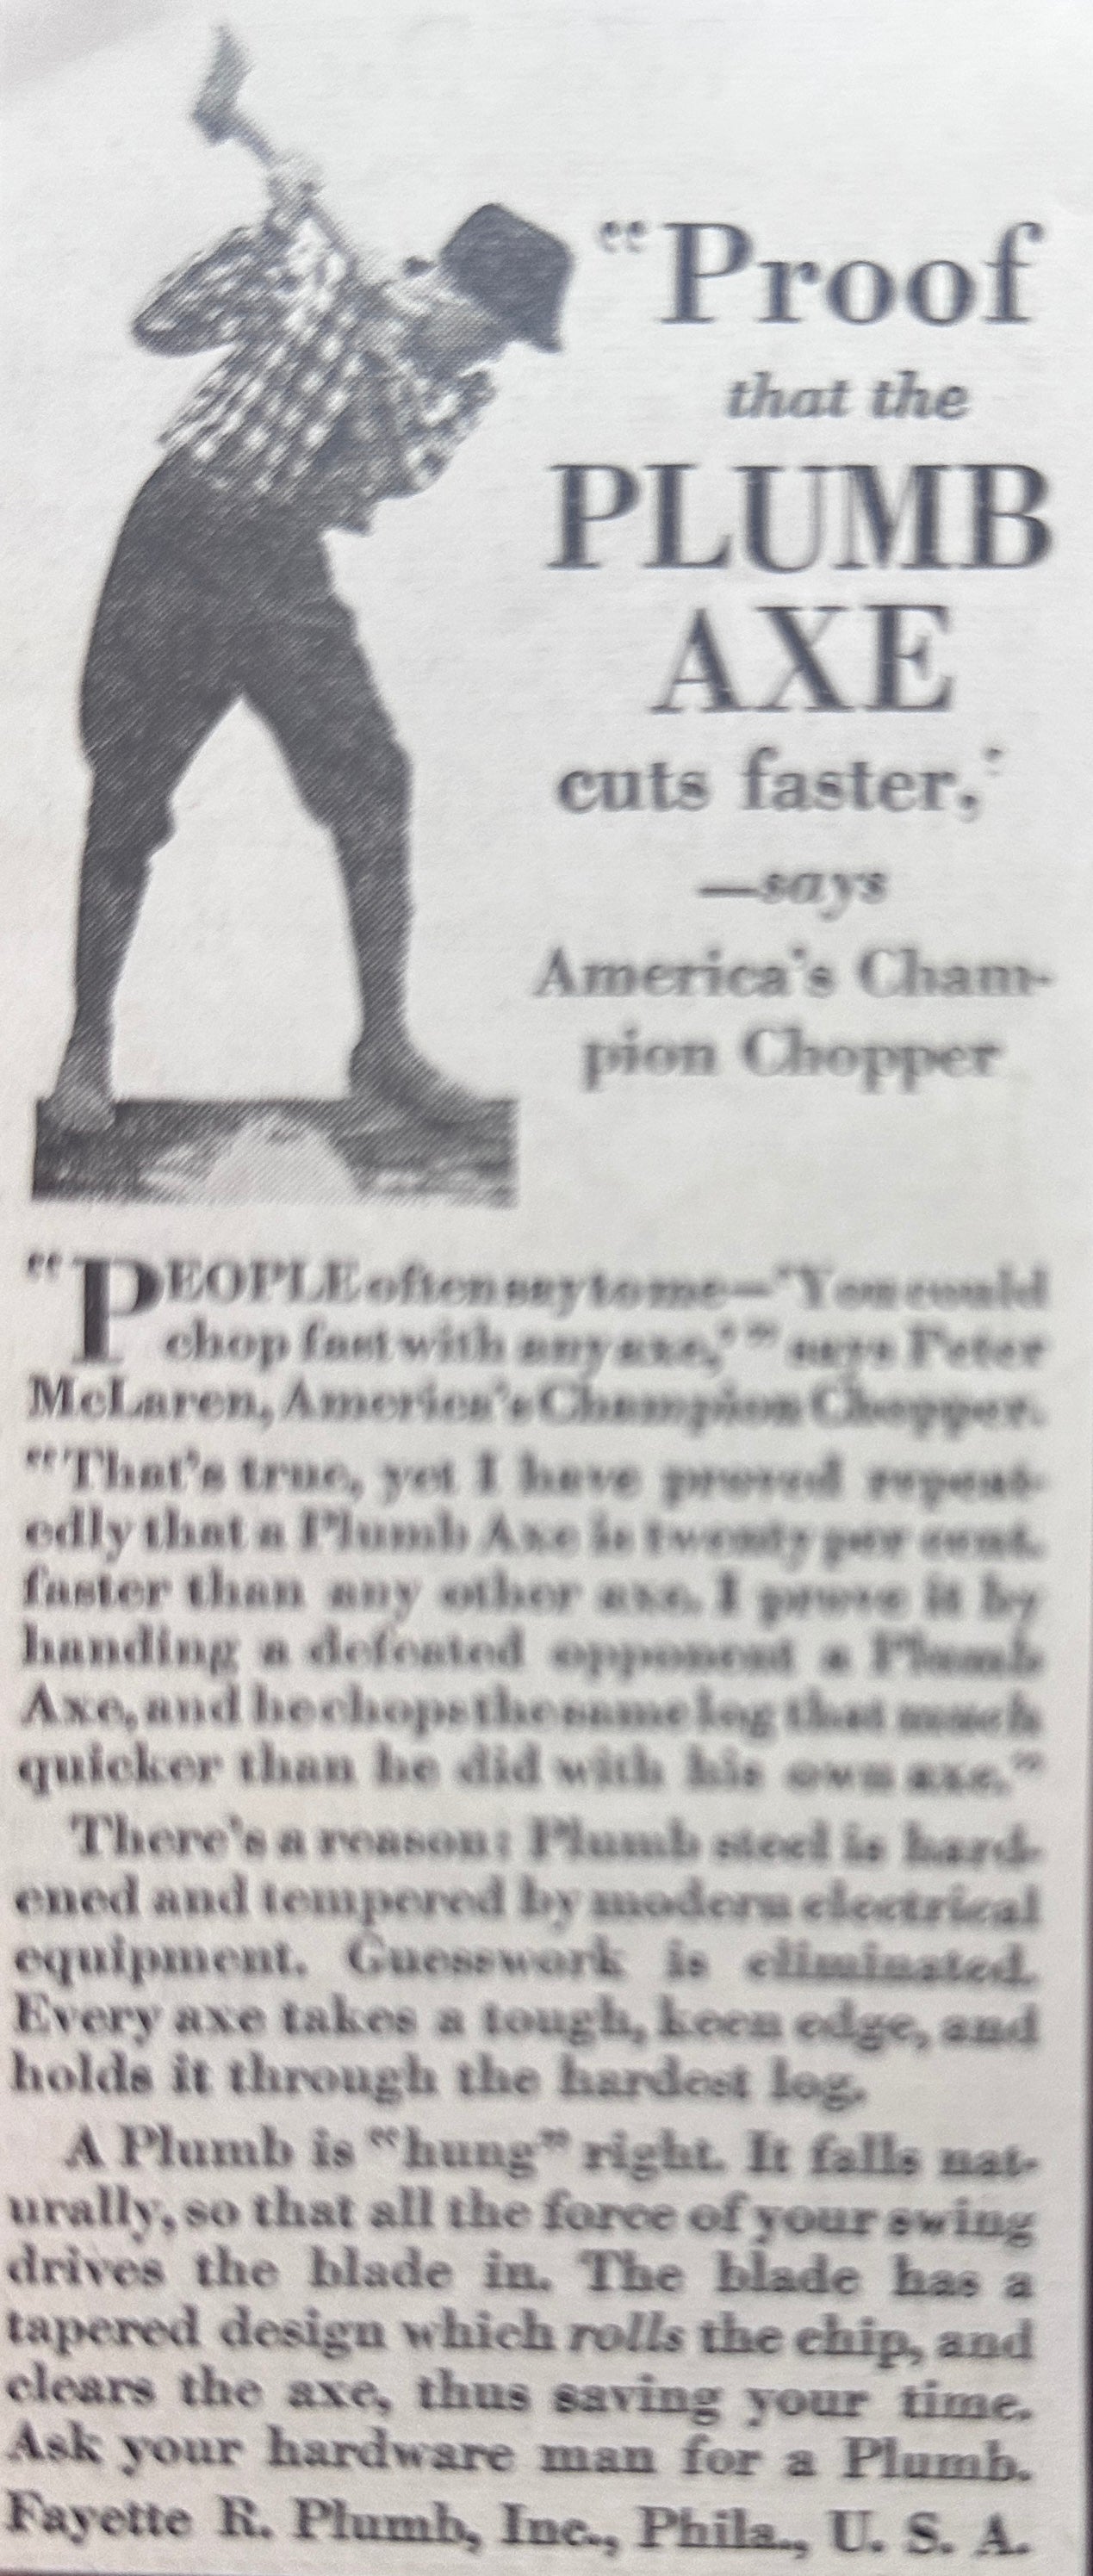 "Proof
that the
PLUMB
AXE
cuts faster,"
—says
America's Cham-
pion Chopper
"PEOPLE often say to me—'You could
chop fast with any axe,'" says Peter
McLaren, America's Champion Chopper.
"That's true, yet I have proved repeat-
edly that a Plumb Axe is twenty per cent.
faster than any other axe. I prove it by
handing a defeated opponent a Plumb
Axe, and he chops the same log that much
quicker than he did with his own axe."
There's a reason: Plumb steel is hard-
ened and tempered by modern electrical
equipment. Guesswork is eliminated.
Every axe takes a tough, keen edge, and
holds it through the hardest log.
A Plumb is "hung" right. It falls nat-
urally, so that all the force of your swing
drives the blade in. The blade has a
tapered design which rolls the chip, and
clears the axe, thus saving your time.
Ask your hardware man for a Plumb.
Fayette R. Plumb, Inc., Phila., U. S. A.